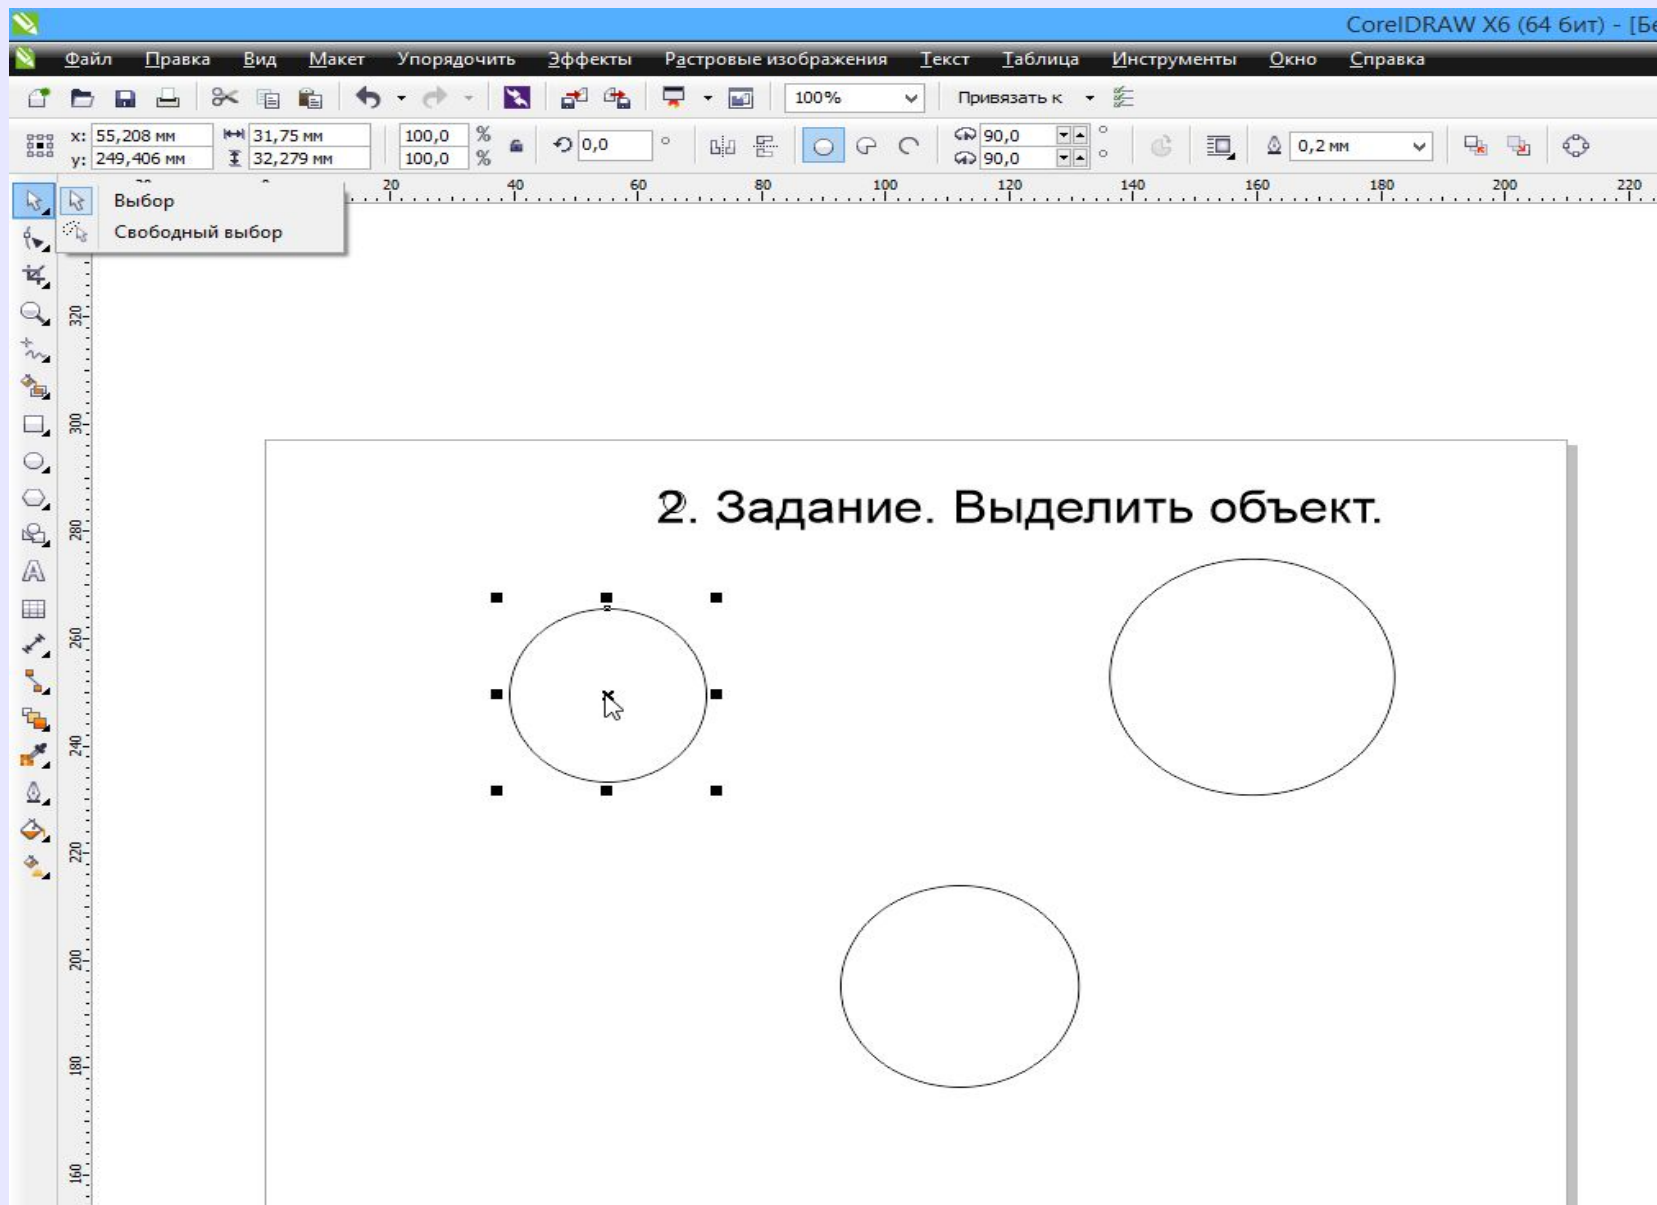 CorelDRAW X6 (64 бит) - [Бе
Файл Правка Вид Макет Упорядочить Эффекты Растровые изображения Текст Таблица Инструменты Окно Справка
100% Привязать к
x: 55,208 мм 31,75 мм 100,0 % 0,0 ° 90,0 ° 0,2 мм
y: 249,406 мм 32,279 мм 100,0 % 90,0 °
20 40 60 80 100 120 140 160 180 200 220
Выбор
Свободный выбор
320
300
2. Задание. Выделить объект.
280
260
240
220
200
180
160